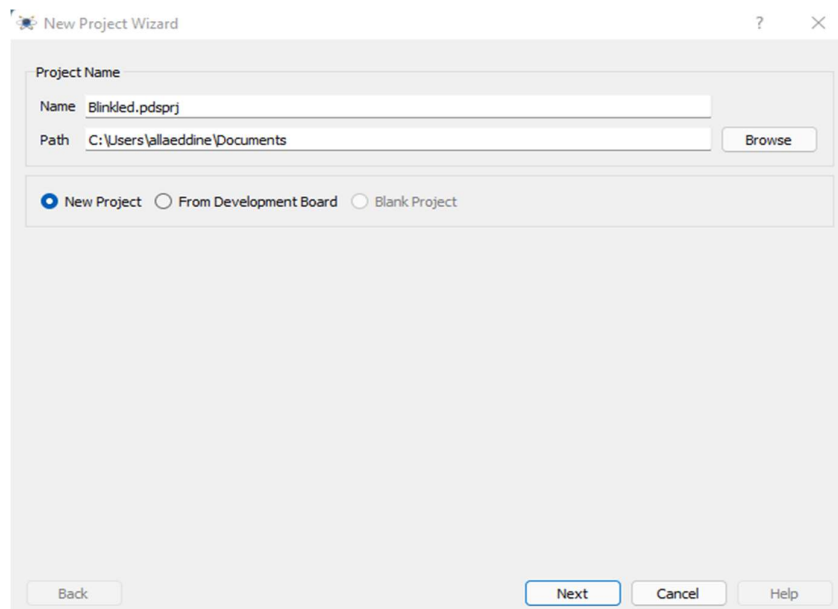 New Project Wizard ?
Project Name
Name Blinkled.pdsprj
Path C:\Users\allaeddine\Documents Browse
New Project From Development Board Blank Project
Back Next Cancel Help